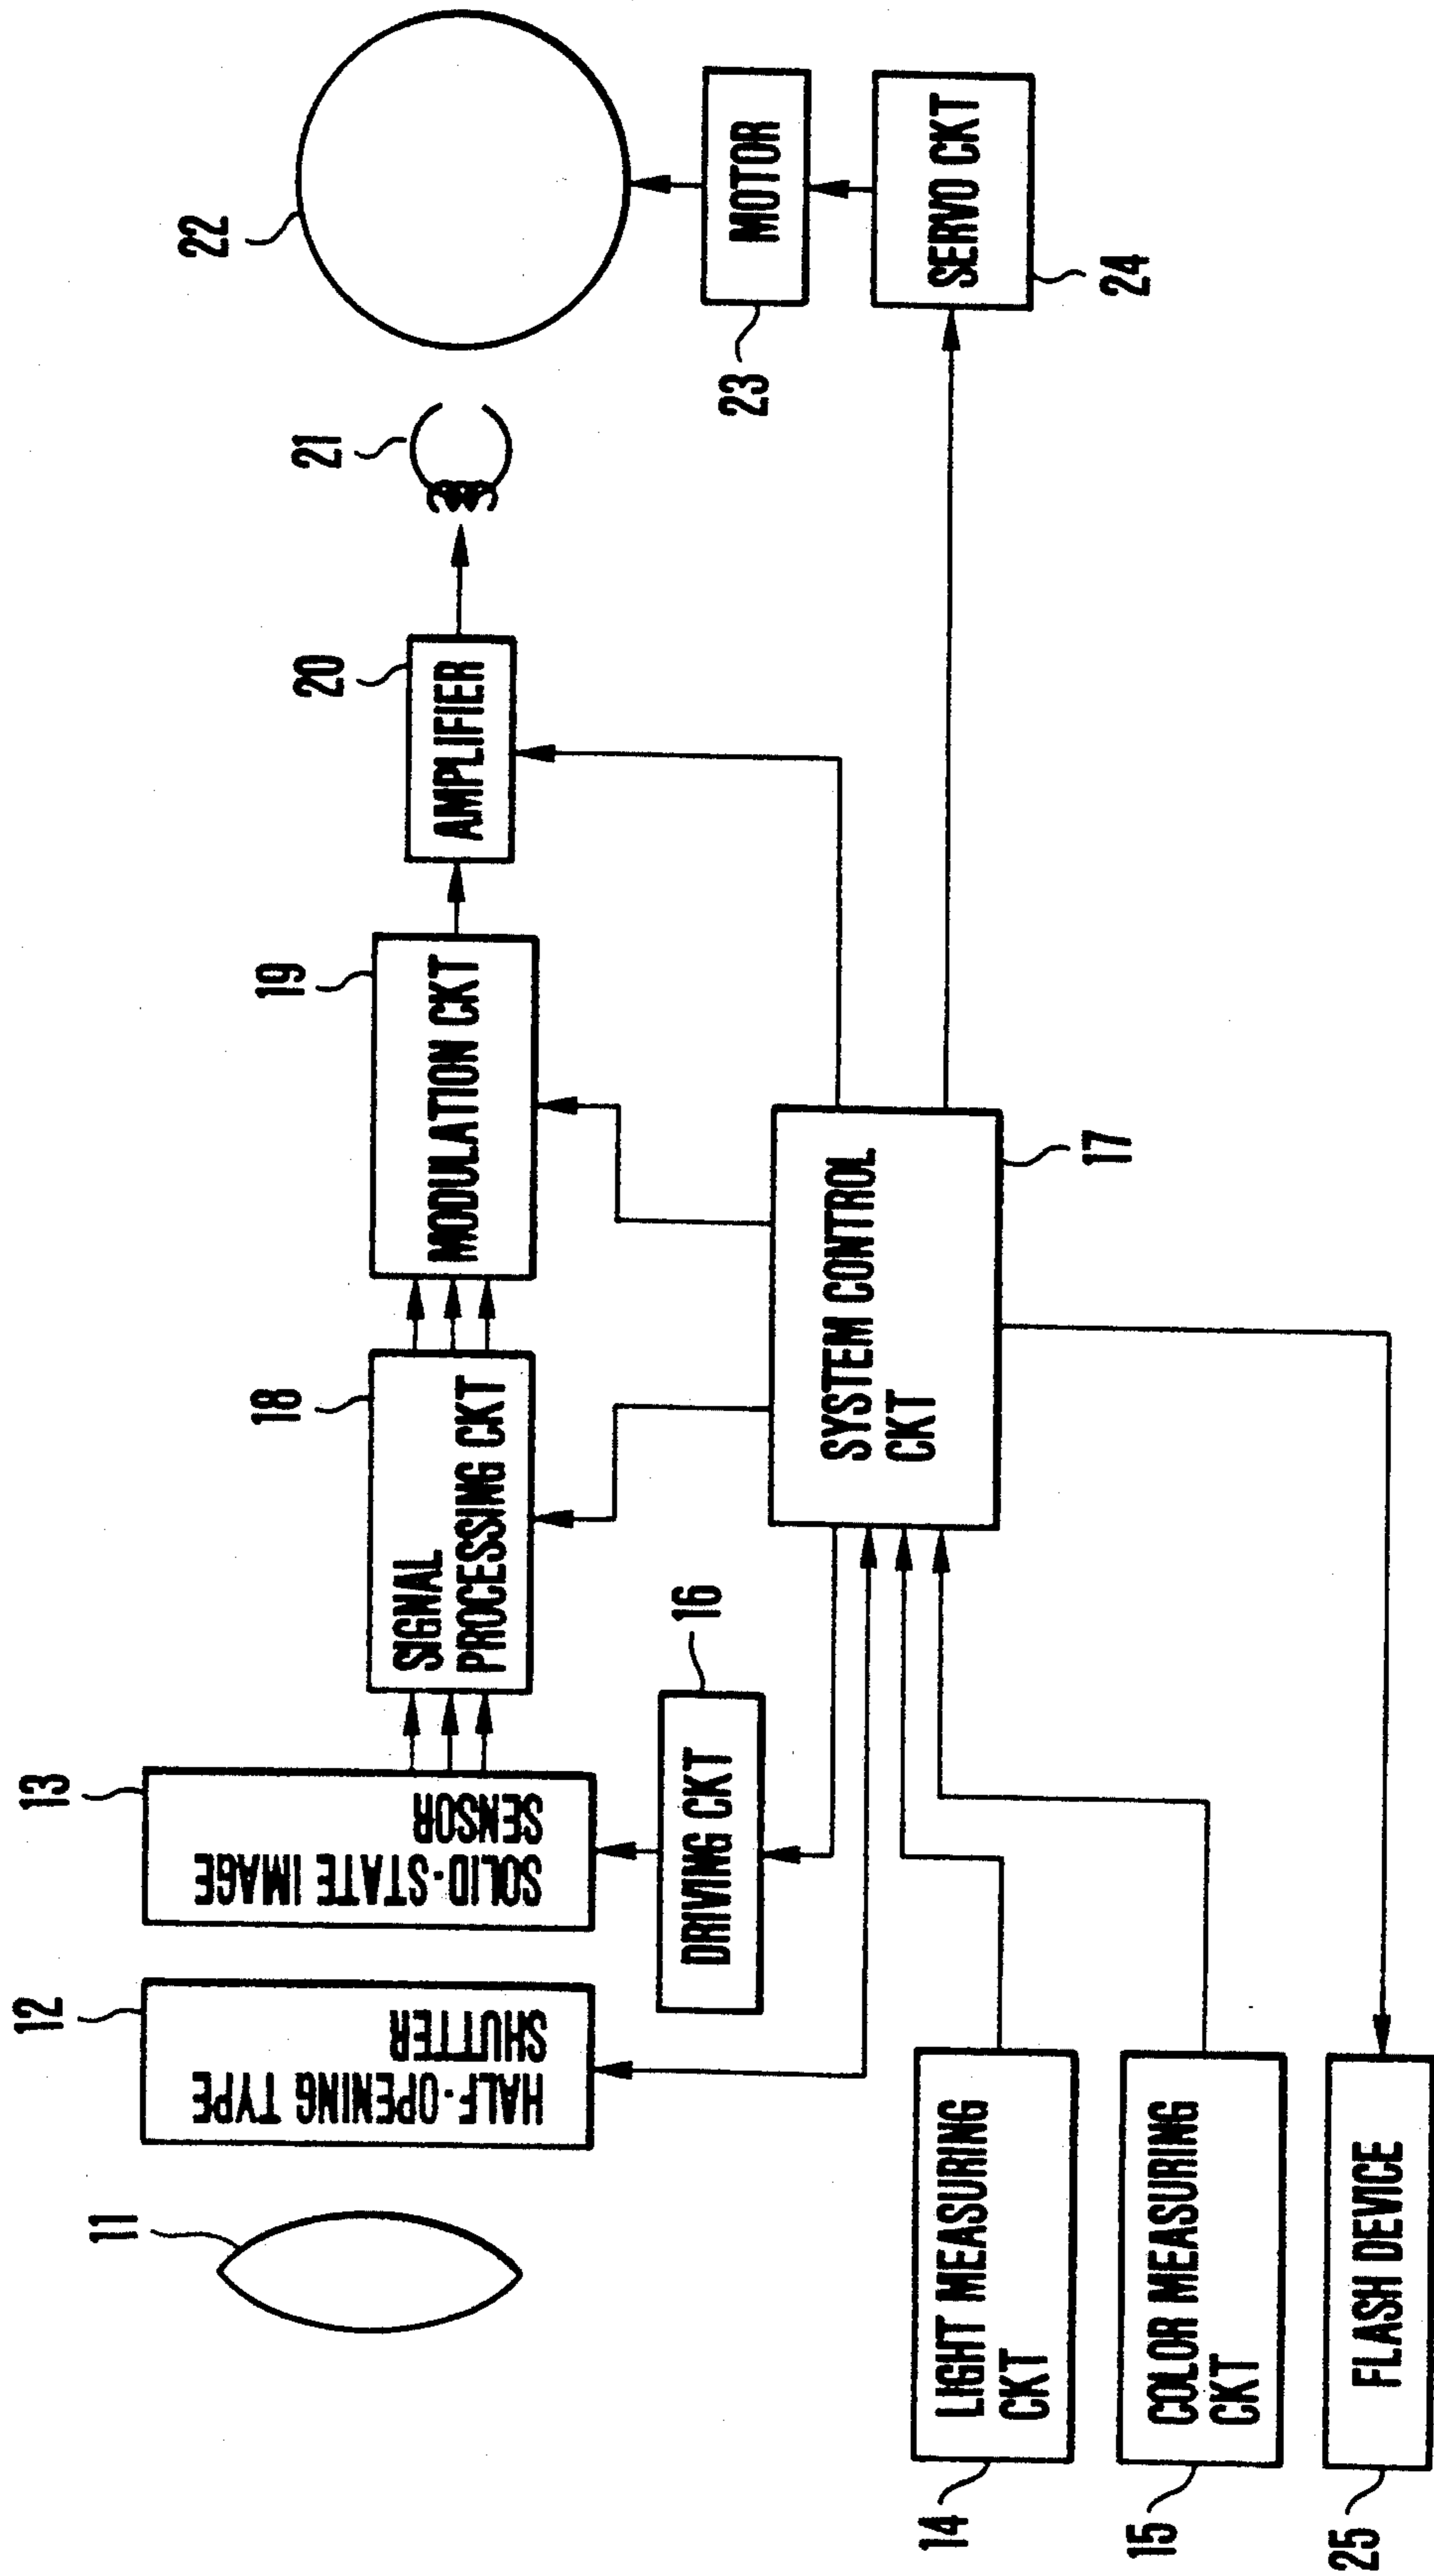 11
12
HALF-OPENING TYPE
SHUTTER
13
SOLID-STATE IMAGE
SENSOR
18
SIGNAL
PROCESSING CKT
19
MODULATION CKT
20
AMPLIFIER
21
22
16
DRIVING CKT
23
MOTOR
SYSTEM CONTROL
CKT
17
SERVO CKT
24
14
LIGHT MEASURING
CKT
15
COLOR MEASURING
CKT
25
FLASH DEVICE